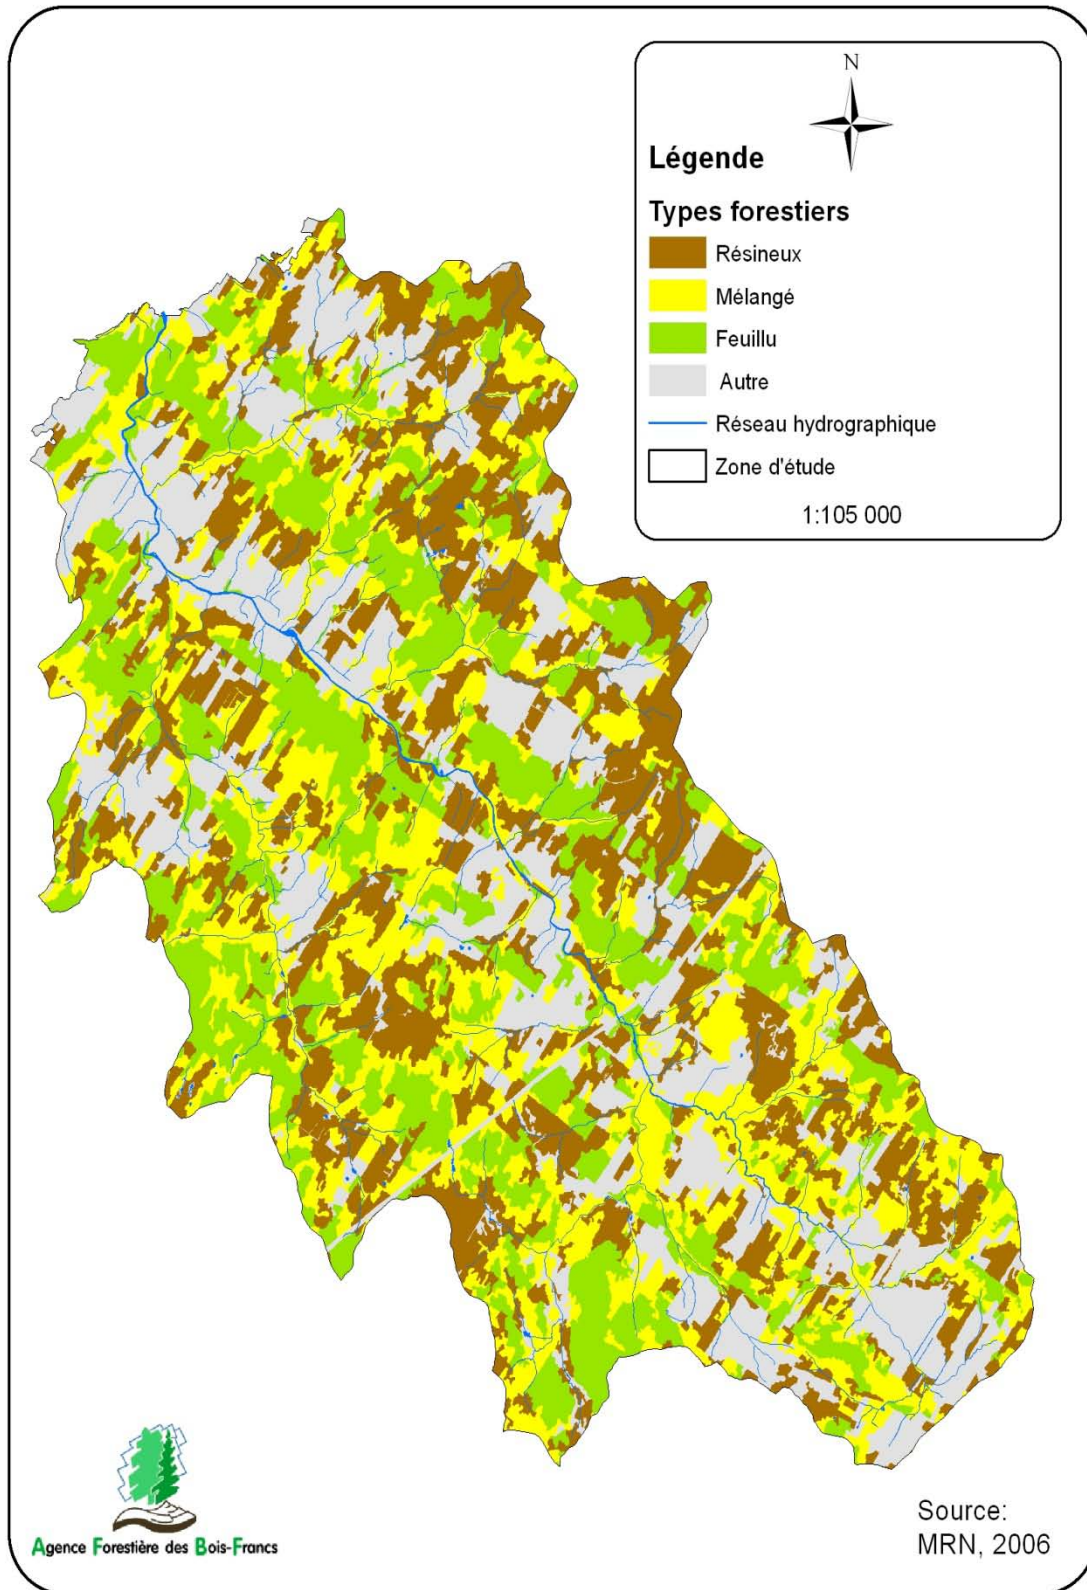 N
Légende
Types forestiers
Résineux
Mélangé
Feuillu
Autre
Réseau hydrographique
Zone d'étude
1:105 000
Agence Forestière des Bois-Francs
Source:
MRN, 2006